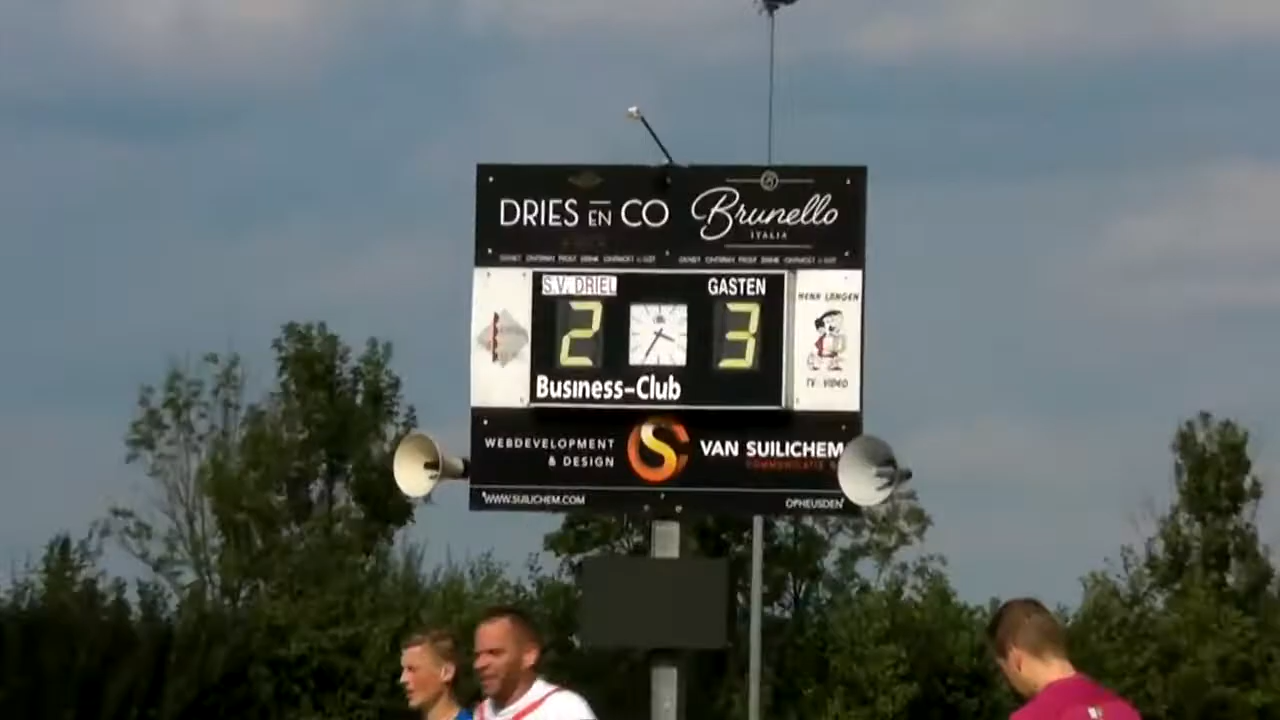 DRIES EN CO
Brunello
ITALIA
S.V. DRIEL
GASTEN
2
3
Business-Club
HENK LANGEN
TV VIDEO
WEBDEVELOPMENT
& DESIGN
VAN SUILICHEM
COMMUNICATIE
WWW.SUILICHEM.COM
OPHEUSDEN